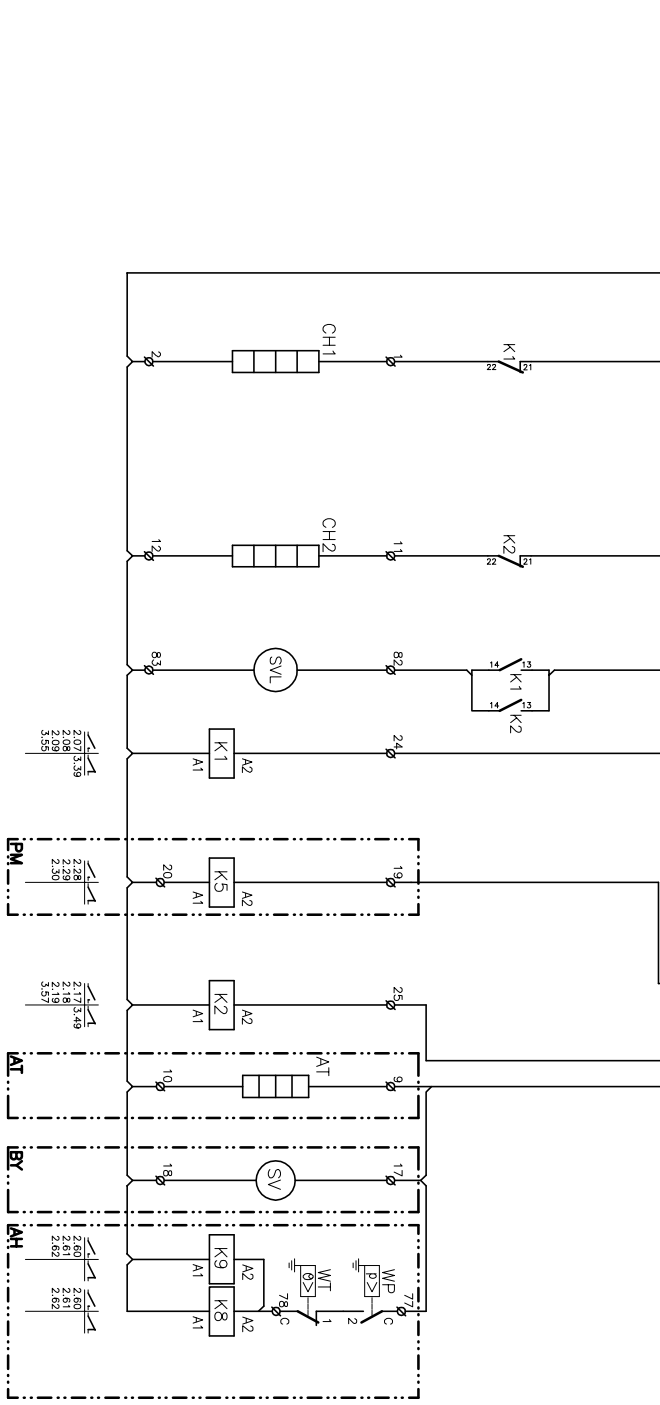 CH1
K1
2
1
22
21
CH2
K2
12
11
22
21
83
SVL
82
14
13
K1
14
13
K2
2.07
2.08
2.09
3.55
3.39
K1
A1
A2
24
PM
2.28
2.29
2.30
20
K5
A1
A2
19
2.17
2.18
2.19
3.57
3.49
K2
A1
A2
25
AT
10
AT
9
BY
18
SV
17
AH
2.60
2.61
2.62
K9
A1
A2
WT
θ>
WP
p>
2.60
2.61
2.62
K8
A1
A2
78
C
1
2
C
77